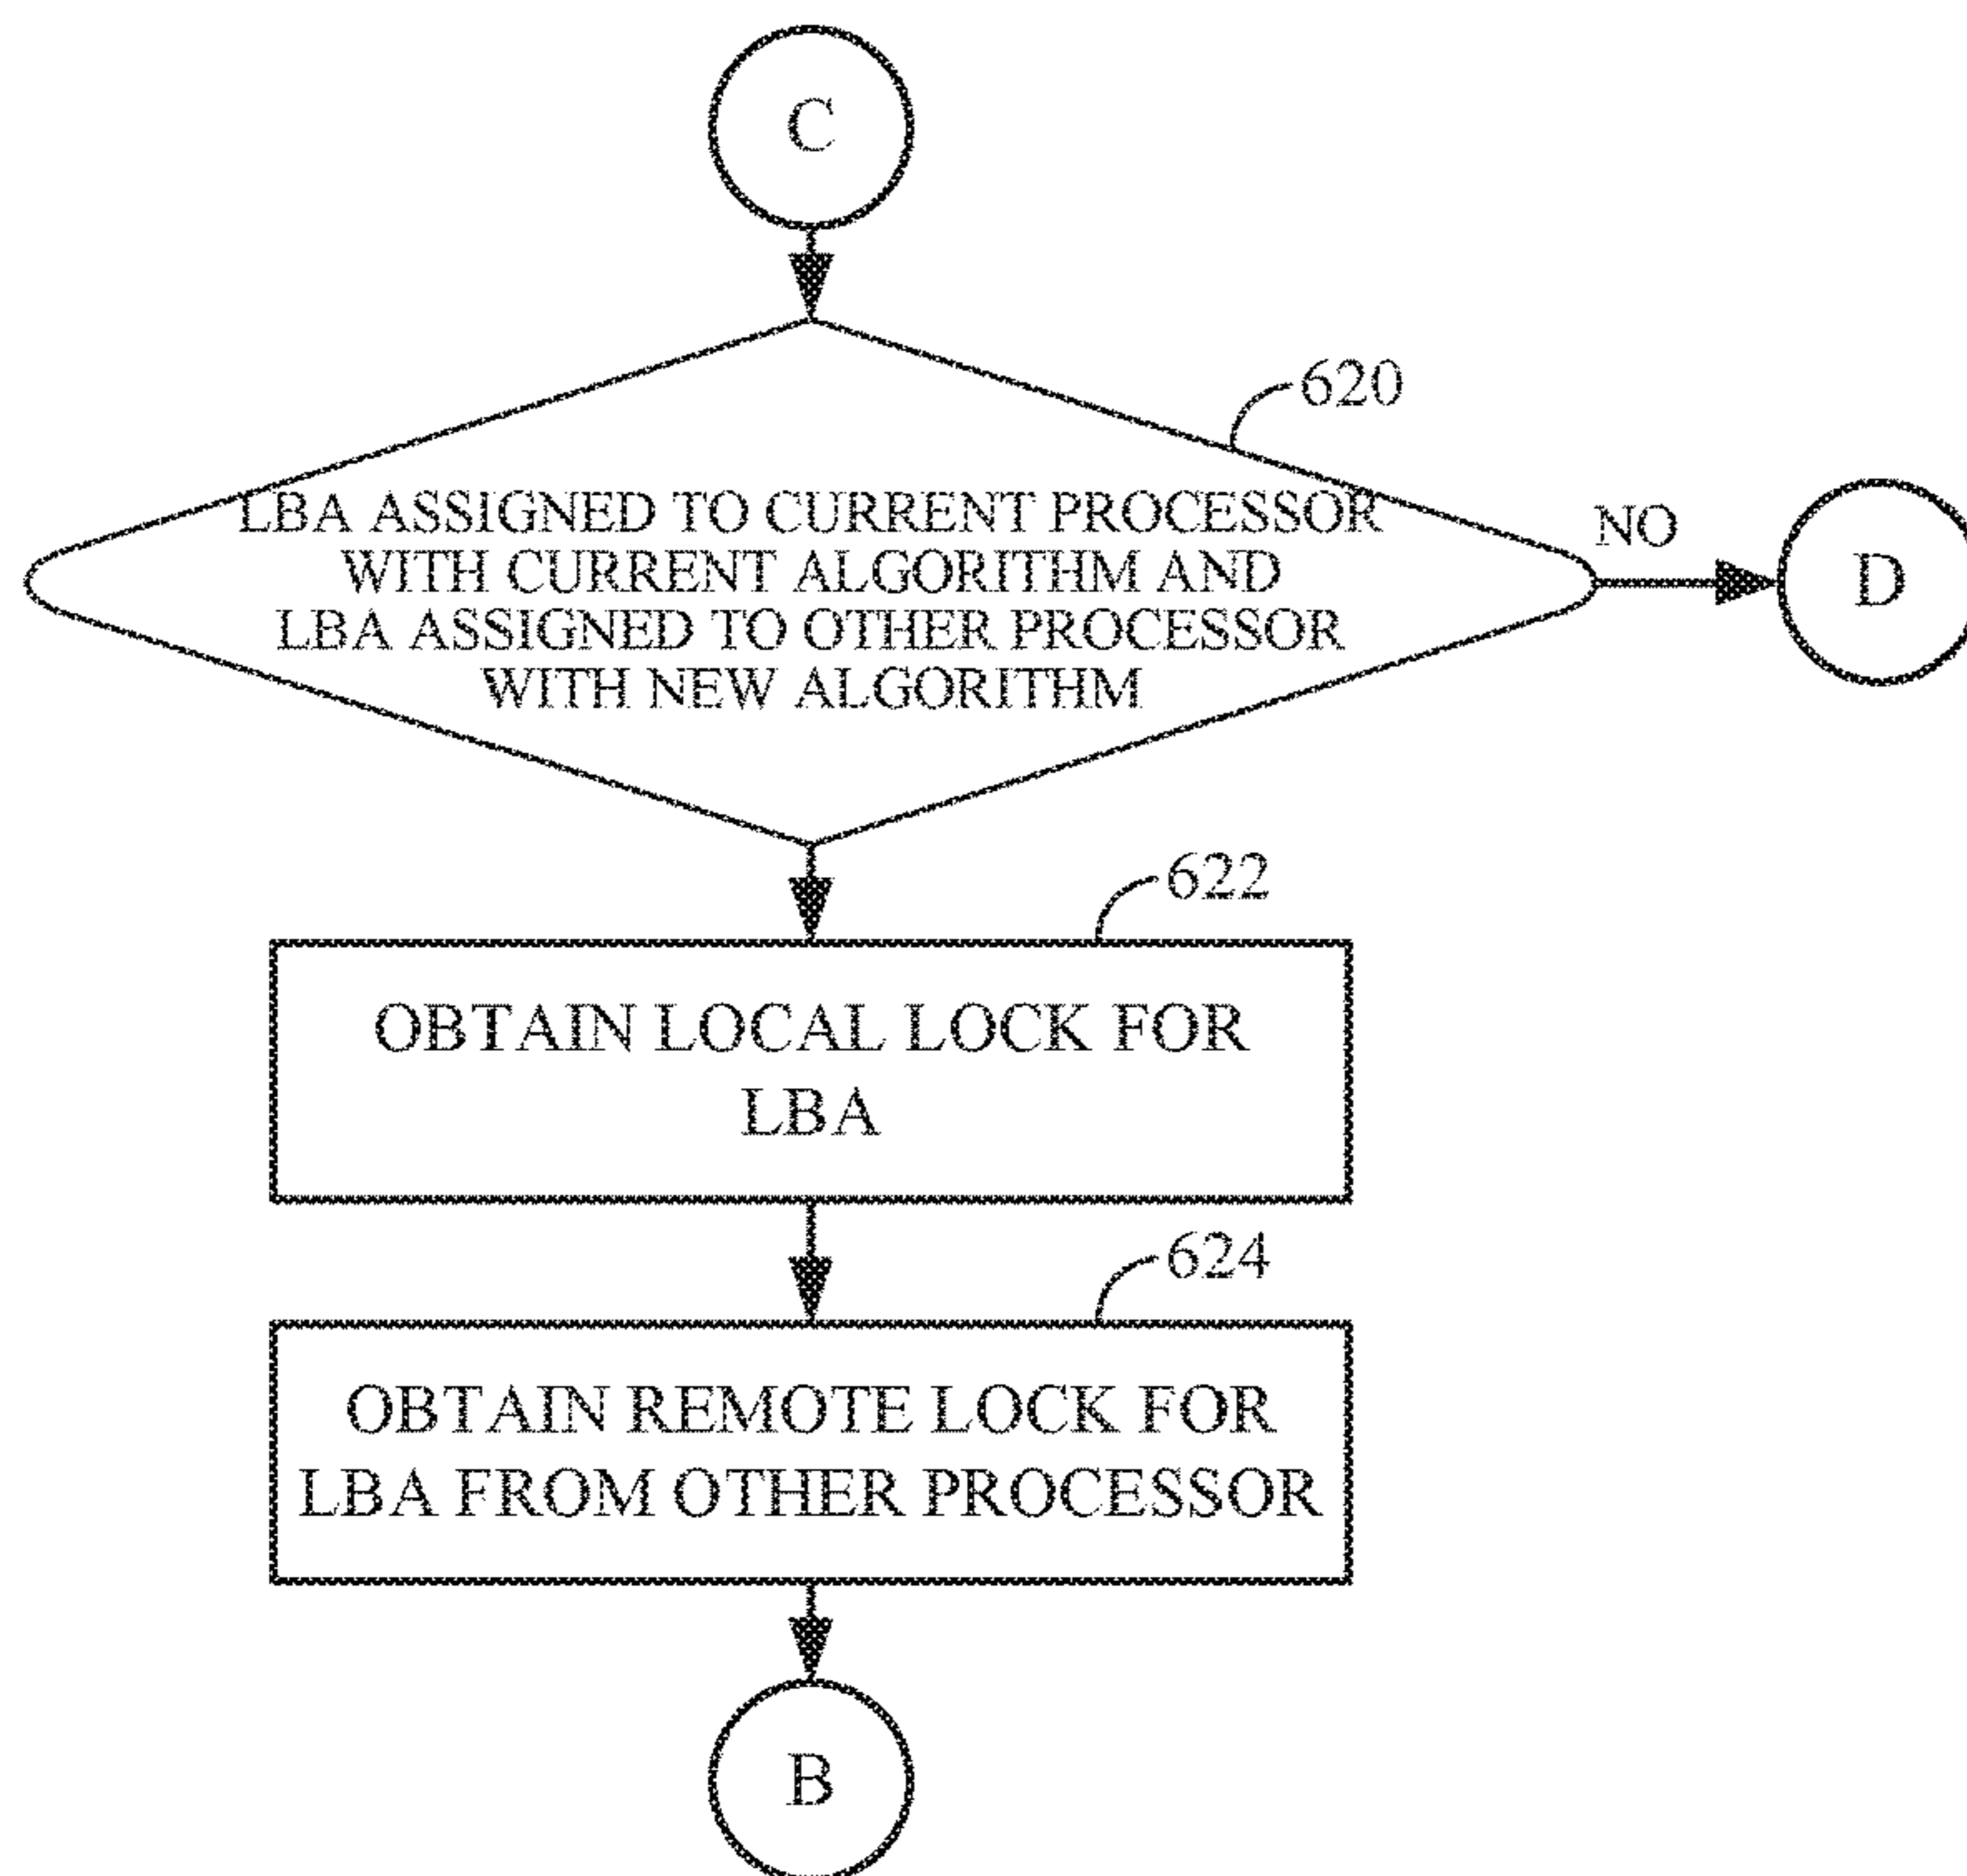 C
620
LBA ASSIGNED TO CURRENT PROCESSOR
WITH CURRENT ALGORITHM AND
LBA ASSIGNED TO OTHER PROCESSOR
WITH NEW ALGORITHM
NO
D
622
OBTAIN LOCAL LOCK FOR
LBA
624
OBTAIN REMOTE LOCK FOR
LBA FROM OTHER PROCESSOR
B